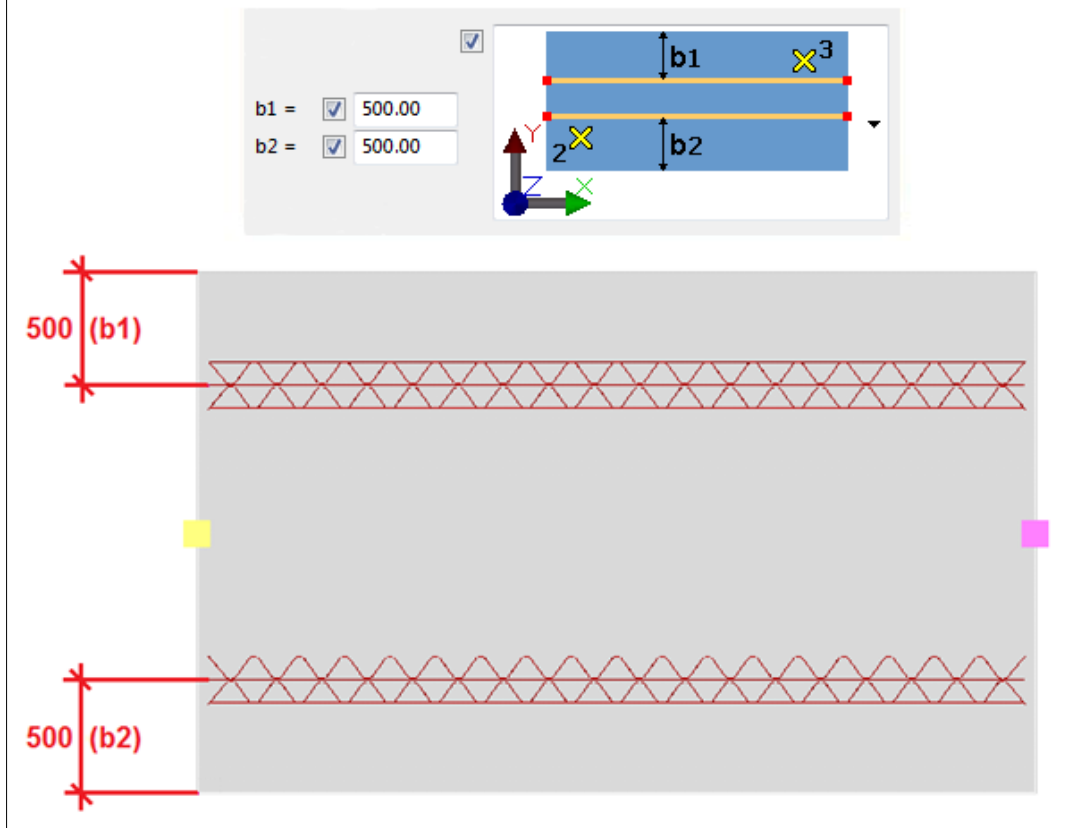 b1 3
b1 = 500.00
b2 = 500.00
Y 2 b2
Z X
500 (b1)
500 (b2)